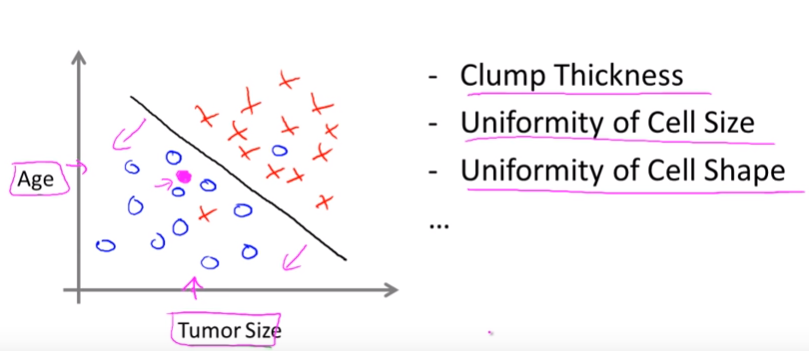 - Clump Thickness
- Uniformity of Cell Size
- Uniformity of Cell Shape
...
Age
Tumor Size